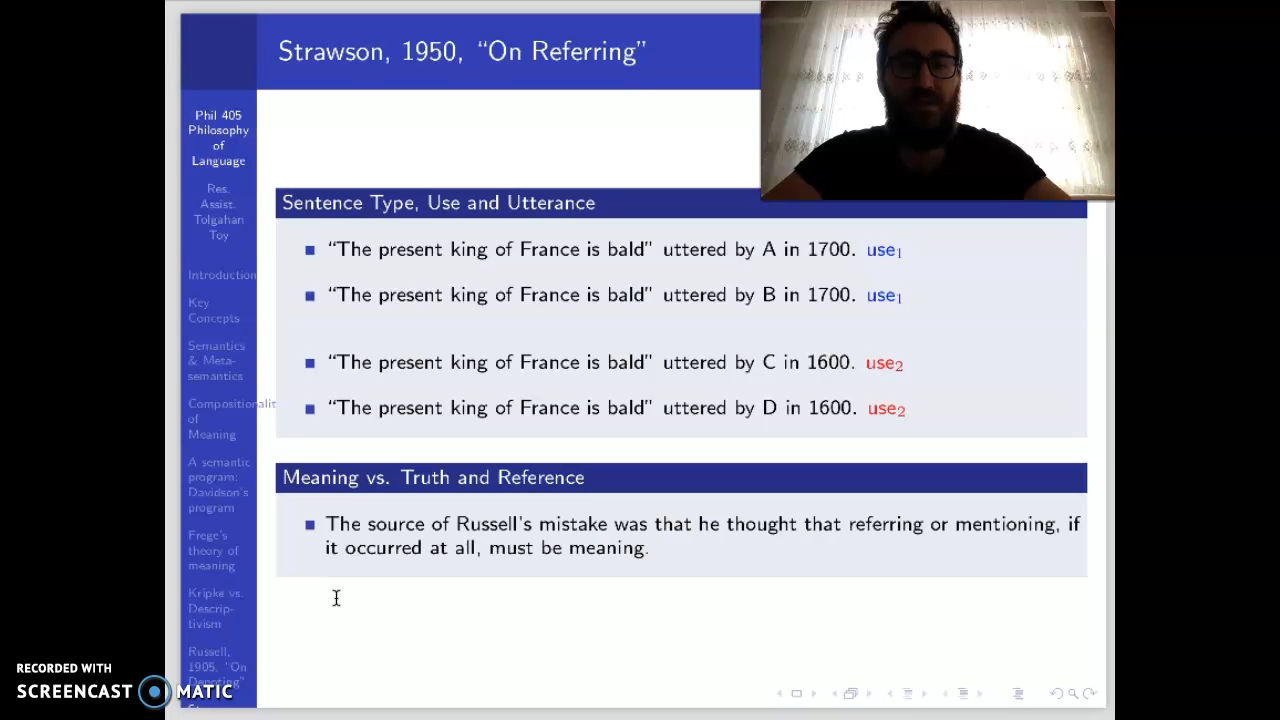 Strawson, 1950, “On Referring”
Phil 405
Philosophy
of
Language
Res.
Assist.
Tolgahan
Toy
Introduction
Key
Concepts
Semantics
& Meta-
semantics
Compositionalit
of
Meaning
A semantic
program:
Davidson's
program
Frege's
theory of
meaning
Kripke vs.
Descrip-
tivism
Russell,
1905, “On
Denoting”
Sentence Type, Use and Utterance
“The present king of France is bald” uttered by A in 1700. use₁
“The present king of France is bald” uttered by B in 1700. use₁
“The present king of France is bald” uttered by C in 1600. use₂
“The present king of France is bald” uttered by D in 1600. use₂
Meaning vs. Truth and Reference
The source of Russell's mistake was that he thought that referring or mentioning, if
it occurred at all, must be meaning.
RECORDED WITH
SCREENCAST MATIC